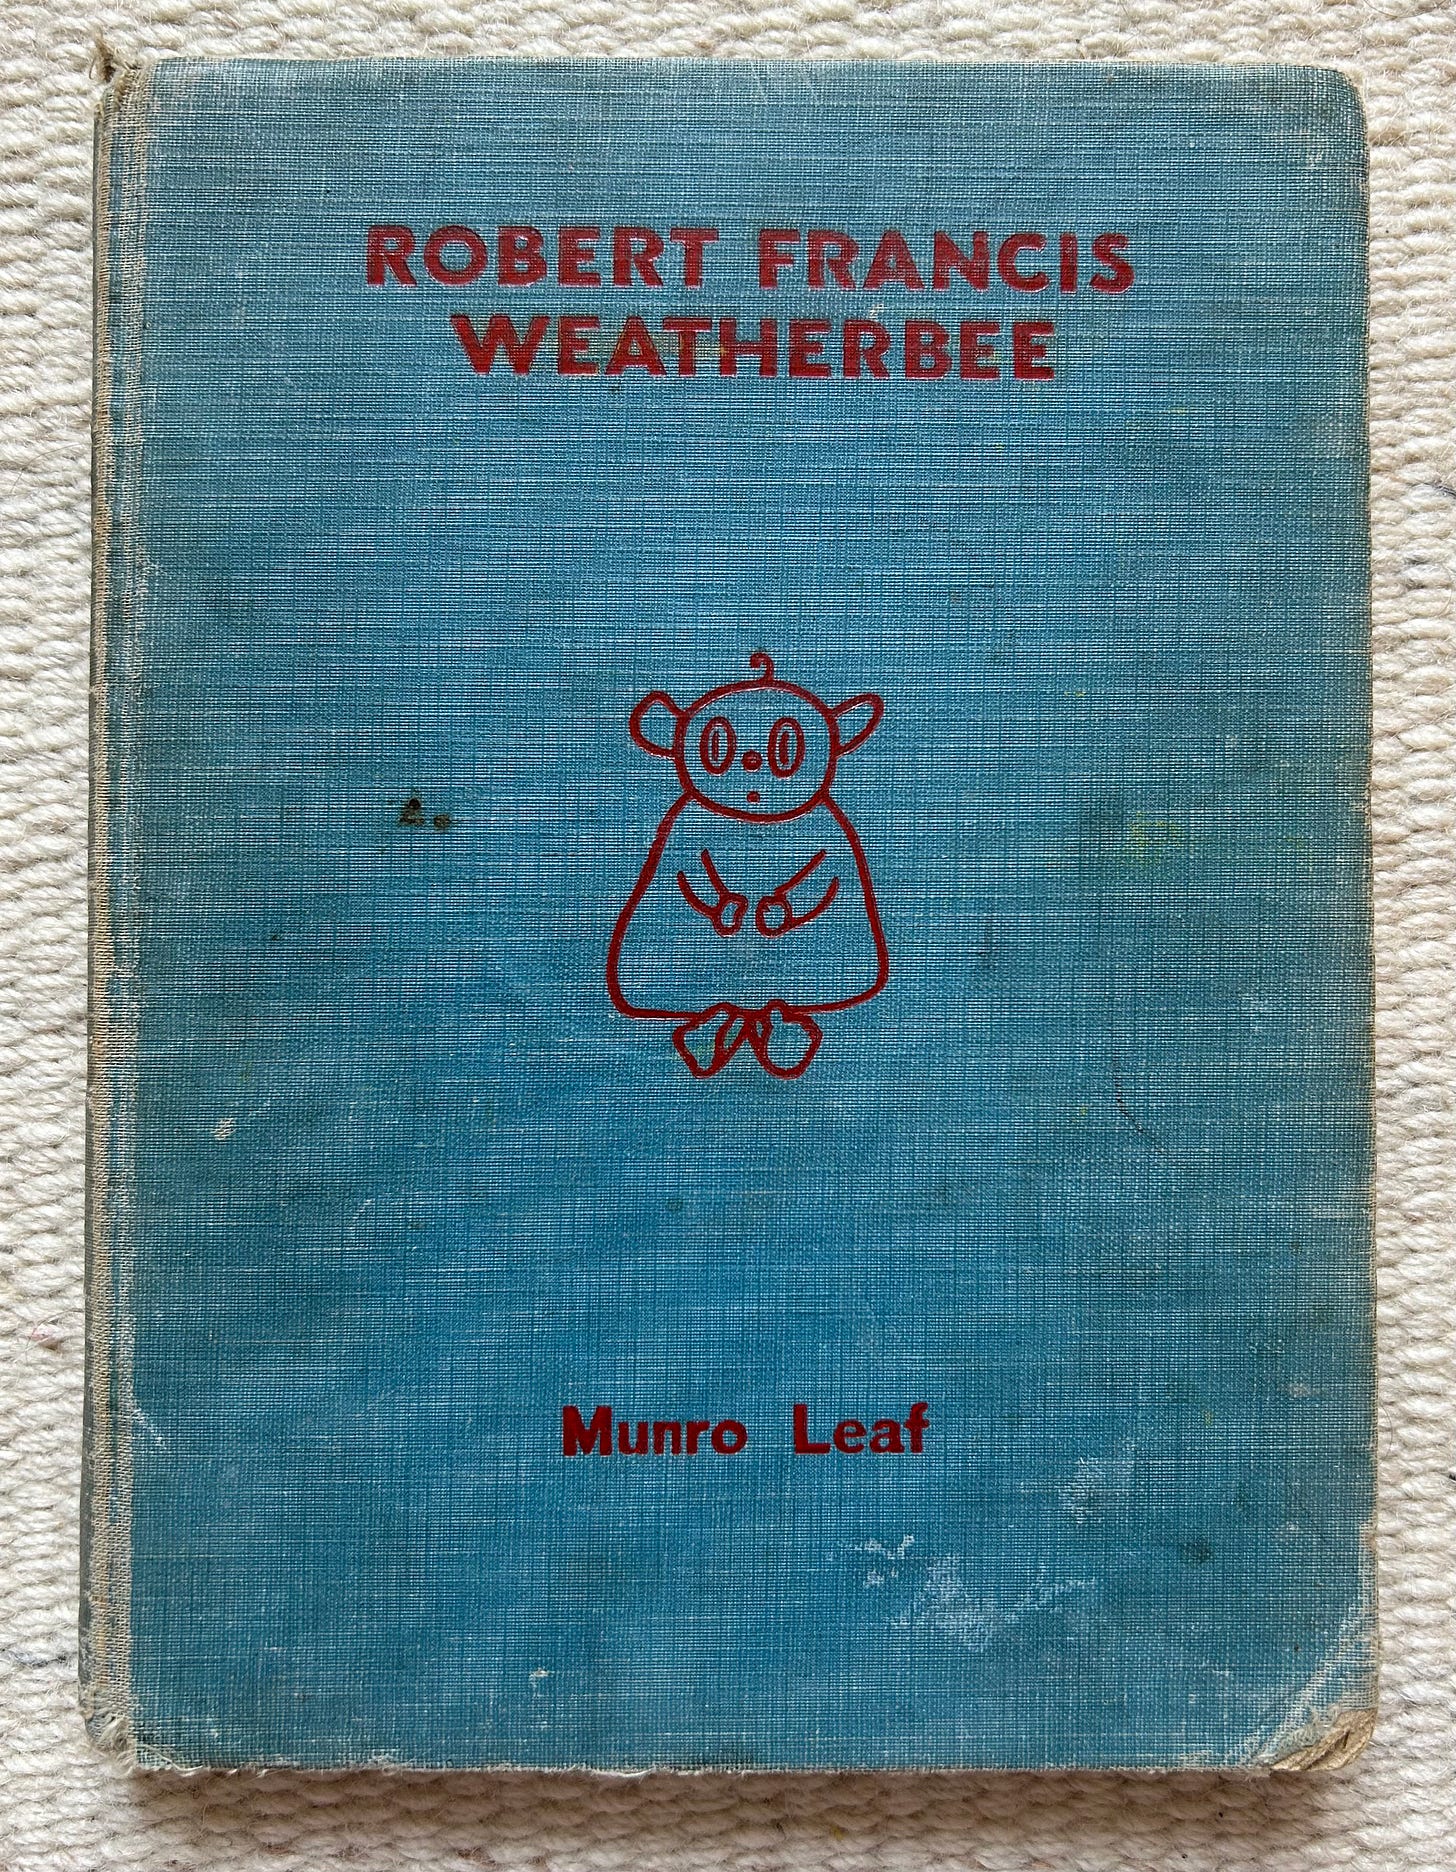 ROBERT FRANCIS
WEATHERBEE
Munro Leaf